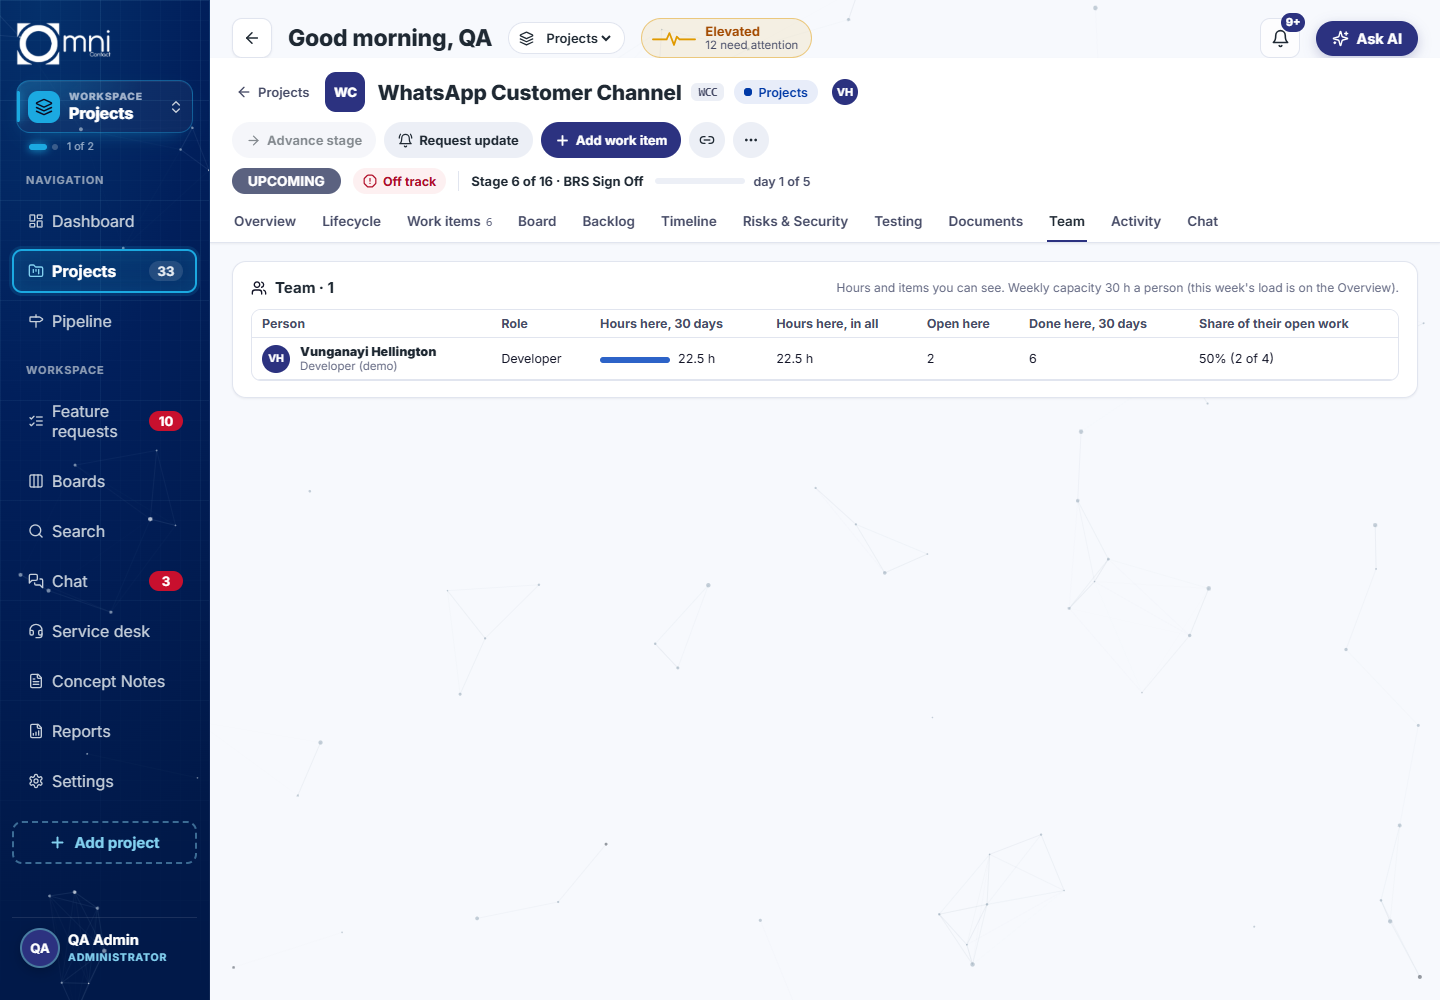 Omni
Contact
WORKSPACE
Projects
1 of 2
NAVIGATION
Dashboard
Projects 33
Pipeline
WORKSPACE
Feature requests 10
Boards
Search
Chat 3
Service desk
Concept Notes
Reports
Settings
+ Add project
QA
QA Admin
ADMINISTRATOR
Good morning, QA
Projects
Elevated
12 need attention
9+
Ask AI
Projects
WC
WhatsApp Customer Channel
WCC
Projects
VH
Advance stage
Request update
+ Add work item
UPCOMING
Off track
Stage 6 of 16 · BRS Sign Off
day 1 of 5
Overview
Lifecycle
Work items 6
Board
Backlog
Timeline
Risks & Security
Testing
Documents
Team
Activity
Chat
Team · 1
Hours and items you can see. Weekly capacity 30 h a person (this week's load is on the Overview).
Person Role Hours here, 30 days Hours here, in all Open here Done here, 30 days Share of their open work
VH Vunganayi Hellington Developer 22.5 h 22.5 h 2 6 50% (2 of 4)
Developer (demo)